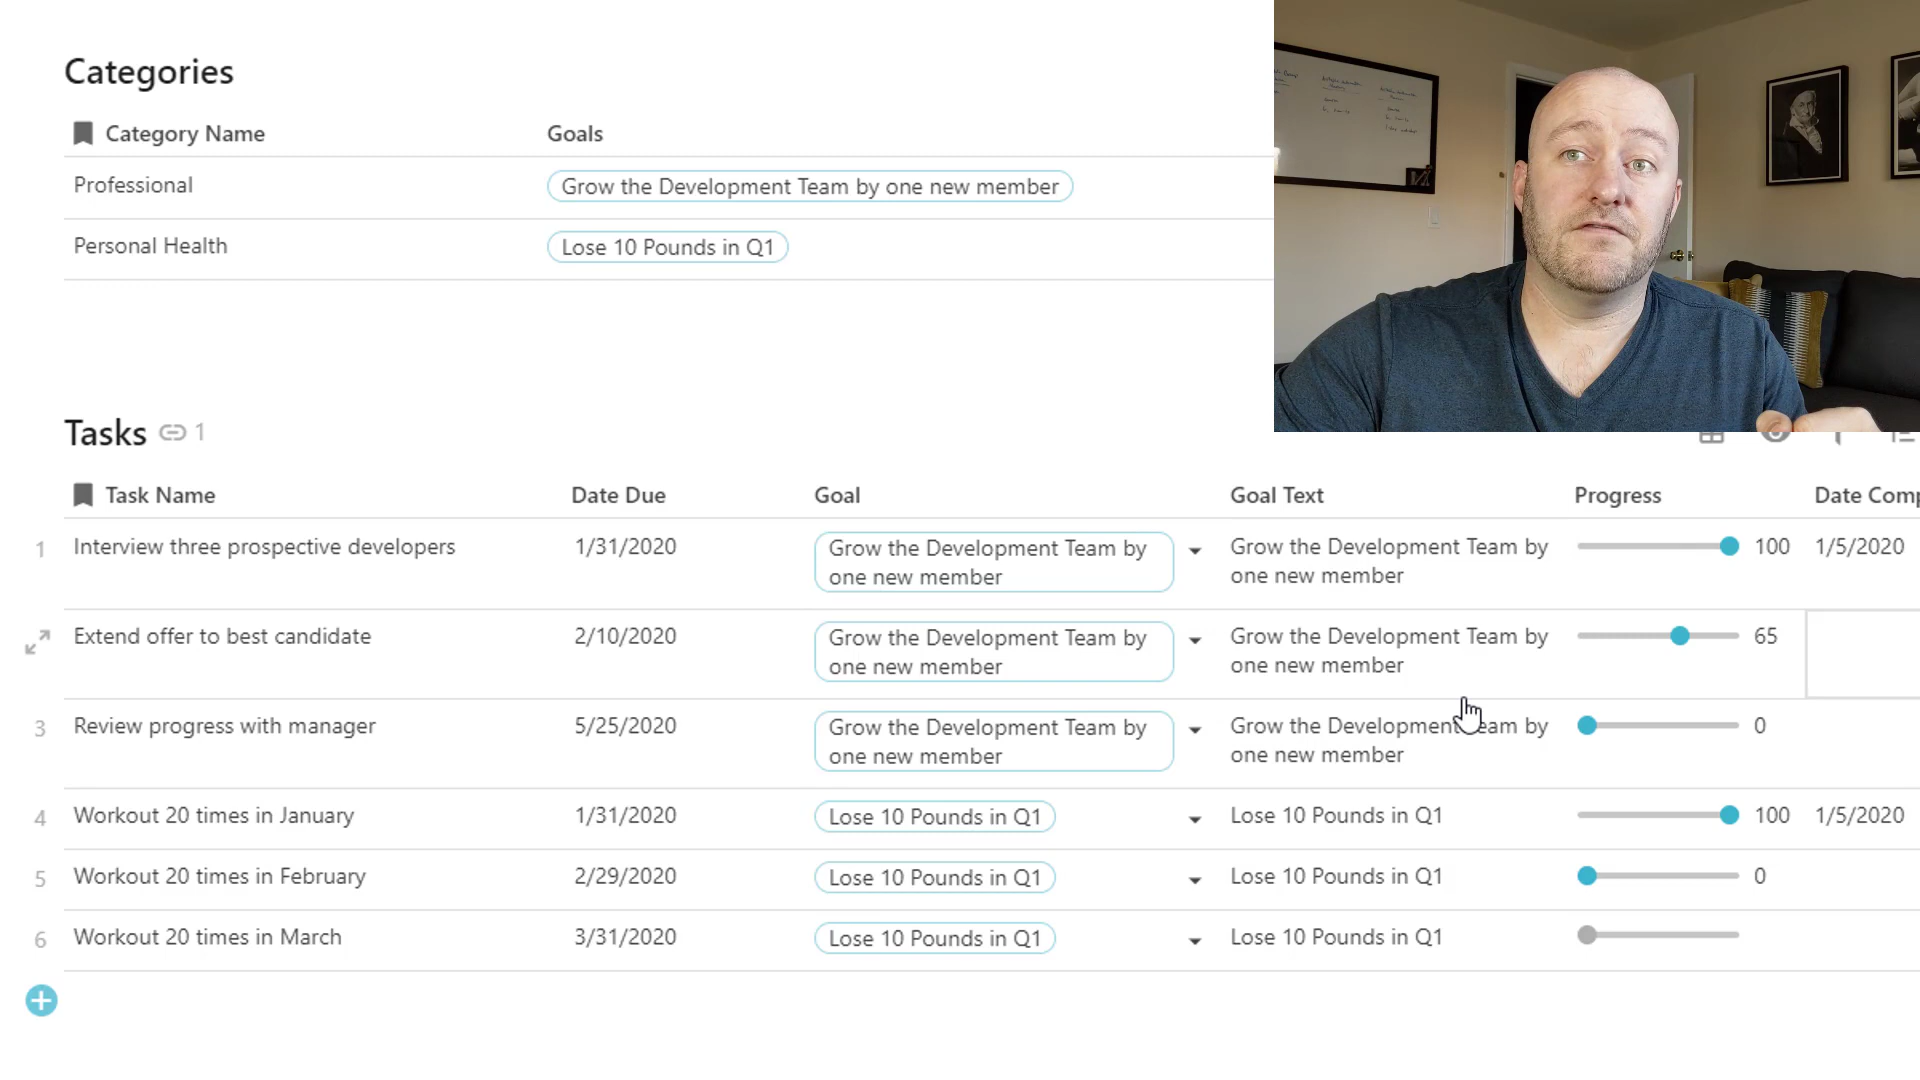 Categories
Category Name Goals
Professional Grow the Development Team by one new member
Personal Health Lose 10 Pounds in Q1
Tasks 1
Task Name Date Due Goal Goal Text Progress Date Comp
1 Interview three prospective developers 1/31/2020 Grow the Development Team by Grow the Development Team by 100 1/5/2020
one new member one new member
Extend offer to best candidate 2/10/2020 Grow the Development Team by Grow the Development Team by 65
one new member one new member
3 Review progress with manager 5/25/2020 Grow the Development Team by Grow the Development Team by 0
one new member one new member
4 Workout 20 times in January 1/31/2020 Lose 10 Pounds in Q1 Lose 10 Pounds in Q1 100 1/5/2020
5 Workout 20 times in February 2/29/2020 Lose 10 Pounds in Q1 Lose 10 Pounds in Q1 0
6 Workout 20 times in March 3/31/2020 Lose 10 Pounds in Q1 Lose 10 Pounds in Q1